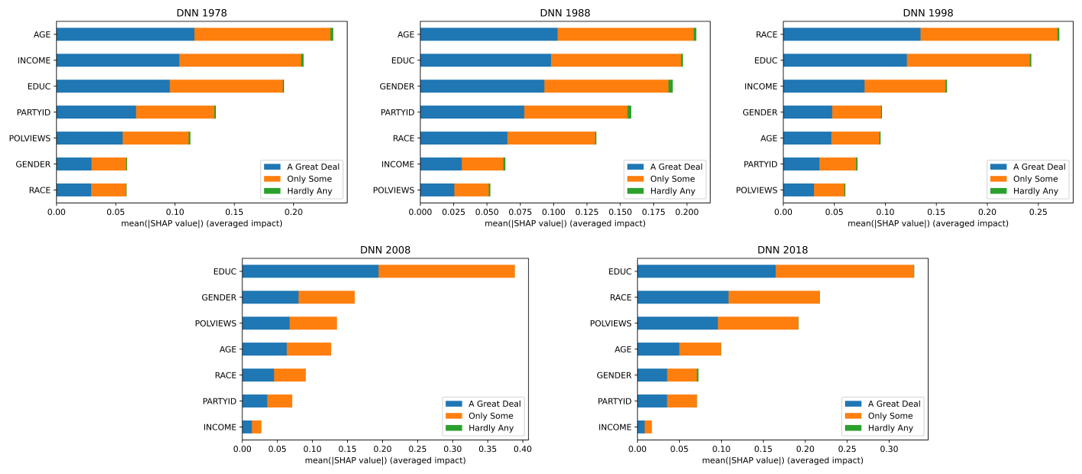 DNN 1978
AGE
INCOME
EDUC
PARTYID
POLVIEWS
GENDER
RACE
A Great Deal
Only Some
Hardly Any
0.00 0.05 0.10 0.15 0.20
mean(|SHAP value|) (averaged impact)
DNN 1988
AGE
EDUC
GENDER
PARTYID
RACE
INCOME
POLVIEWS
A Great Deal
Only Some
Hardly Any
0.000 0.025 0.050 0.075 0.100 0.125 0.150 0.175 0.200
mean(|SHAP value|) (averaged impact)
DNN 1998
RACE
EDUC
INCOME
GENDER
AGE
PARTYID
POLVIEWS
A Great Deal
Only Some
Hardly Any
0.00 0.05 0.10 0.15 0.20 0.25
mean(|SHAP value|) (averaged impact)
DNN 2008
EDUC
GENDER
POLVIEWS
AGE
RACE
PARTYID
INCOME
A Great Deal
Only Some
Hardly Any
0.00 0.05 0.10 0.15 0.20 0.25 0.30 0.35 0.40
mean(|SHAP value|) (averaged impact)
DNN 2018
EDUC
RACE
POLVIEWS
AGE
GENDER
PARTYID
INCOME
A Great Deal
Only Some
Hardly Any
0.00 0.05 0.10 0.15 0.20 0.25 0.30
mean(|SHAP value|) (averaged impact)